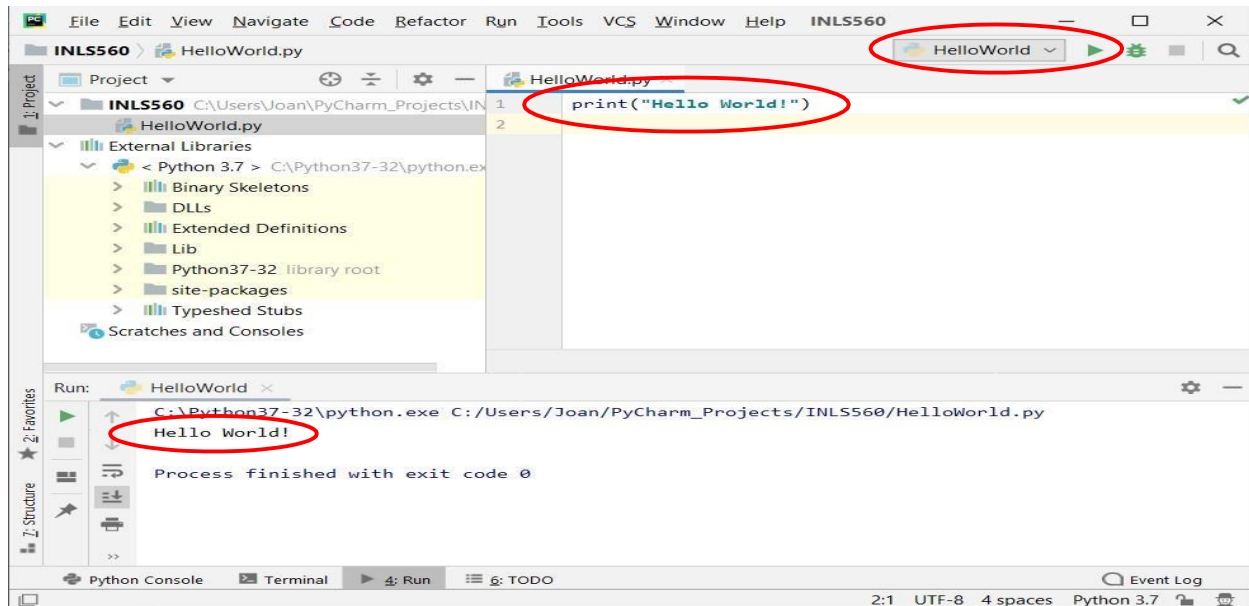 PC File Edit View Navigate Code Refactor Run Tools VCS Window Help INLS560
INLS560 HelloWorld.py HelloWorld
1: Project
Project
HelloWorld.py
INLS560 C:\Users\Joan\PyCharm_Projects\IN
HelloWorld.py
External Libraries
< Python 3.7 > C:\Python37-32\python.ex
Binary Skeletons
DLLs
Extended Definitions
Lib
Python37-32 library root
site-packages
Typeshed Stubs
Scratches and Consoles
1 print("Hello World!")
2
Run: HelloWorld
C:\Python37-32\python.exe C:/Users/Joan/PyCharm_Projects/INLS560/HelloWorld.py
Hello World!
Process finished with exit code 0
2: Favorites
7: Structure
>>
Python Console Terminal 4: Run 6: TODO Event Log
2:1 UTF-8 4 spaces Python 3.7